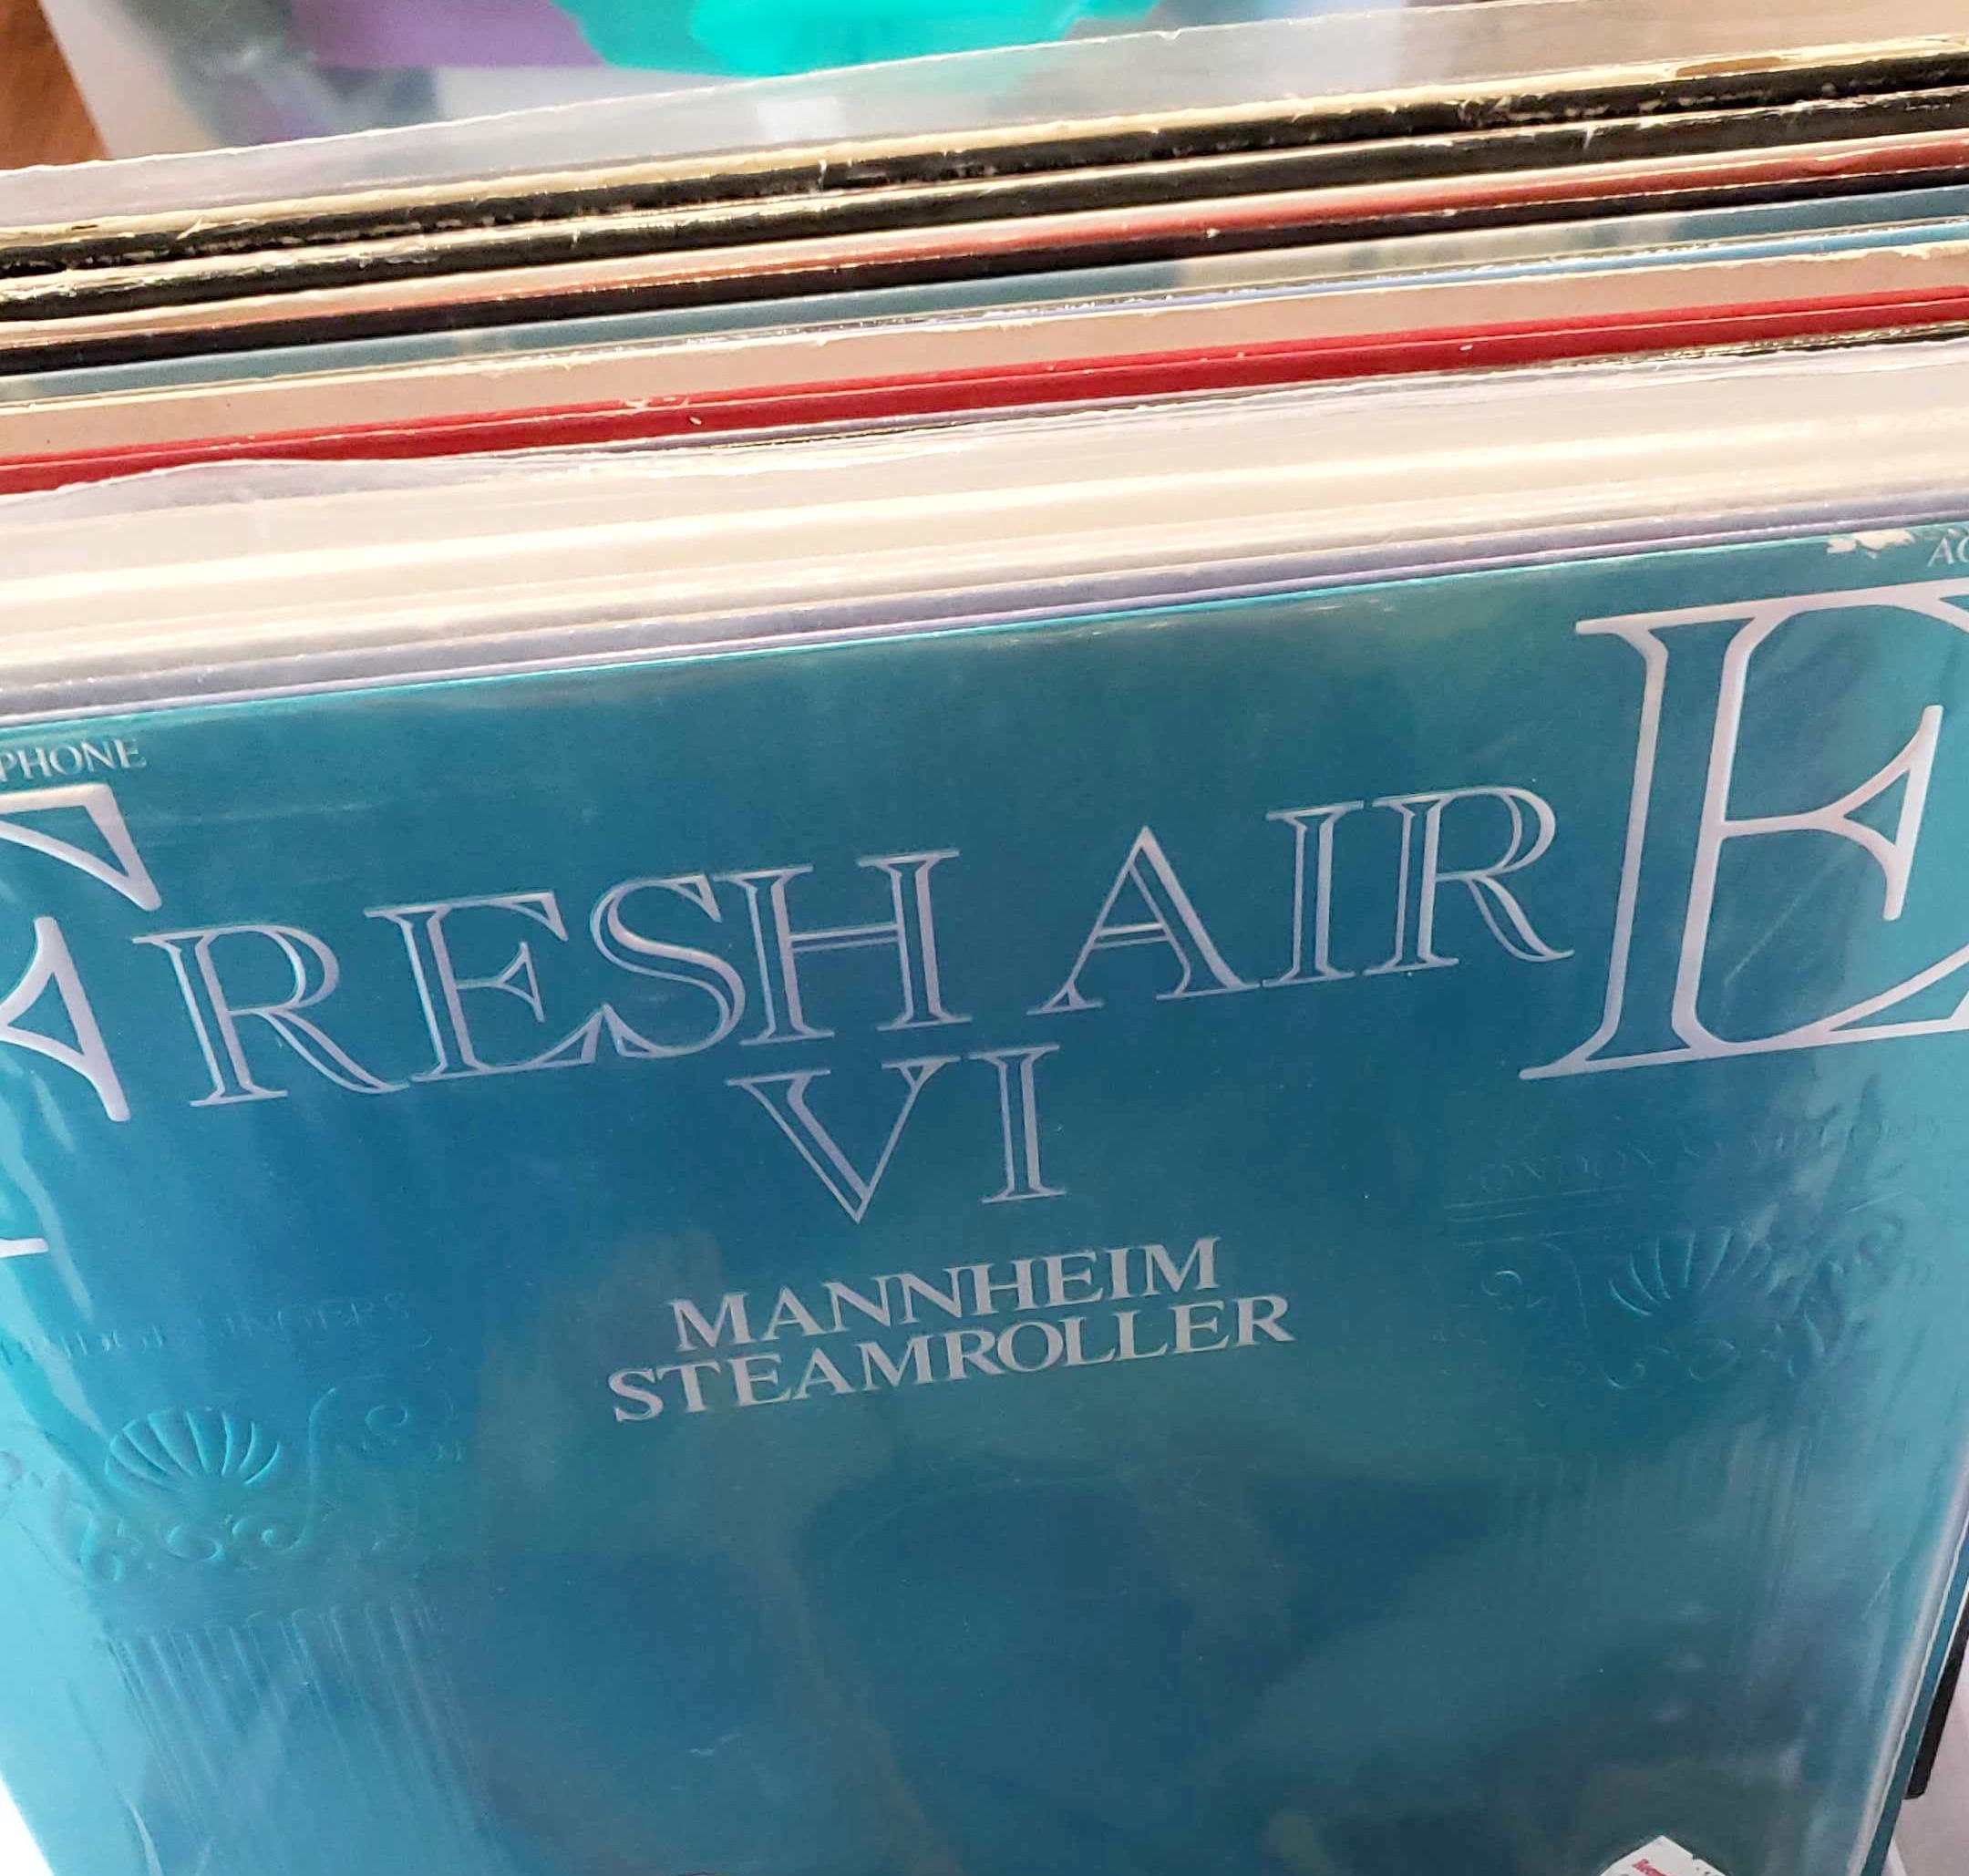 PHONE
FRESH AIRE
VI
MANNHEIM
STEAMROLLER